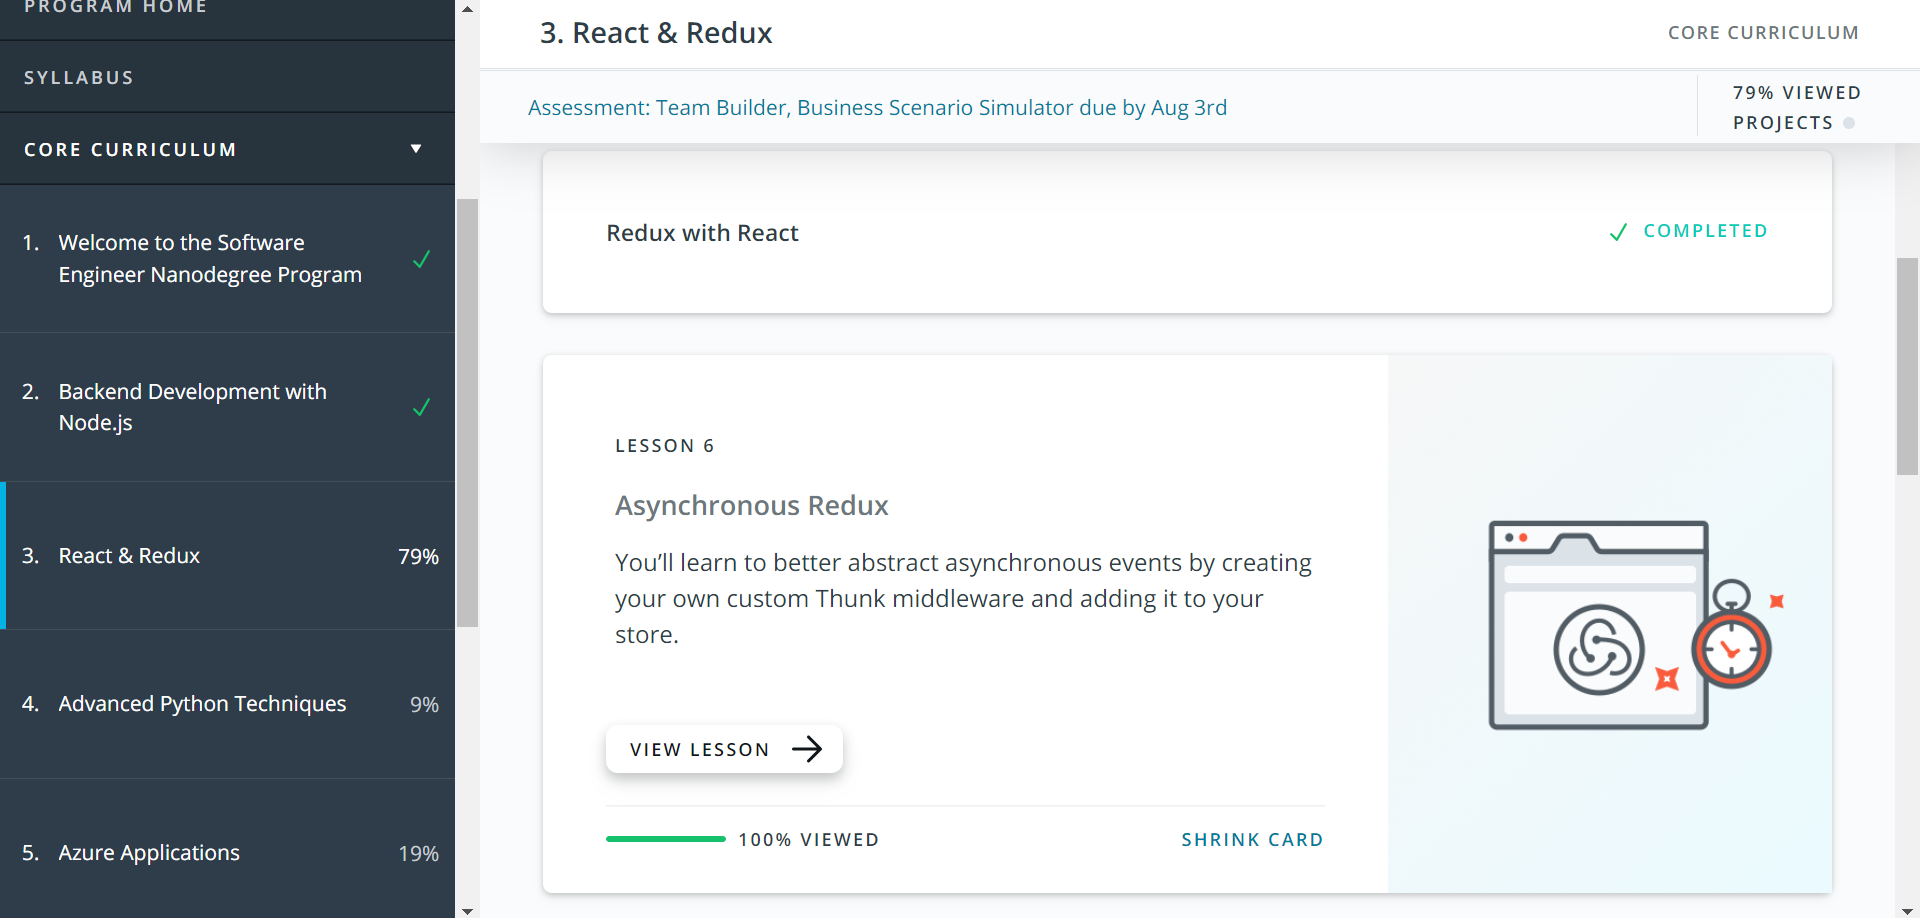 PROGRAM HOME
SYLLABUS
CORE CURRICULUM
1. Welcome to the Software
Engineer Nanodegree Program
2. Backend Development with
Node.js
3. React & Redux 79%
4. Advanced Python Techniques 9%
5. Azure Applications 19%
3. React & Redux
CORE CURRICULUM
Assessment: Team Builder, Business Scenario Simulator due by Aug 3rd
79% VIEWED
PROJECTS
Redux with React
COMPLETED
LESSON 6
Asynchronous Redux
You’ll learn to better abstract asynchronous events by creating
your own custom Thunk middleware and adding it to your
store.
VIEW LESSON
100% VIEWED
SHRINK CARD